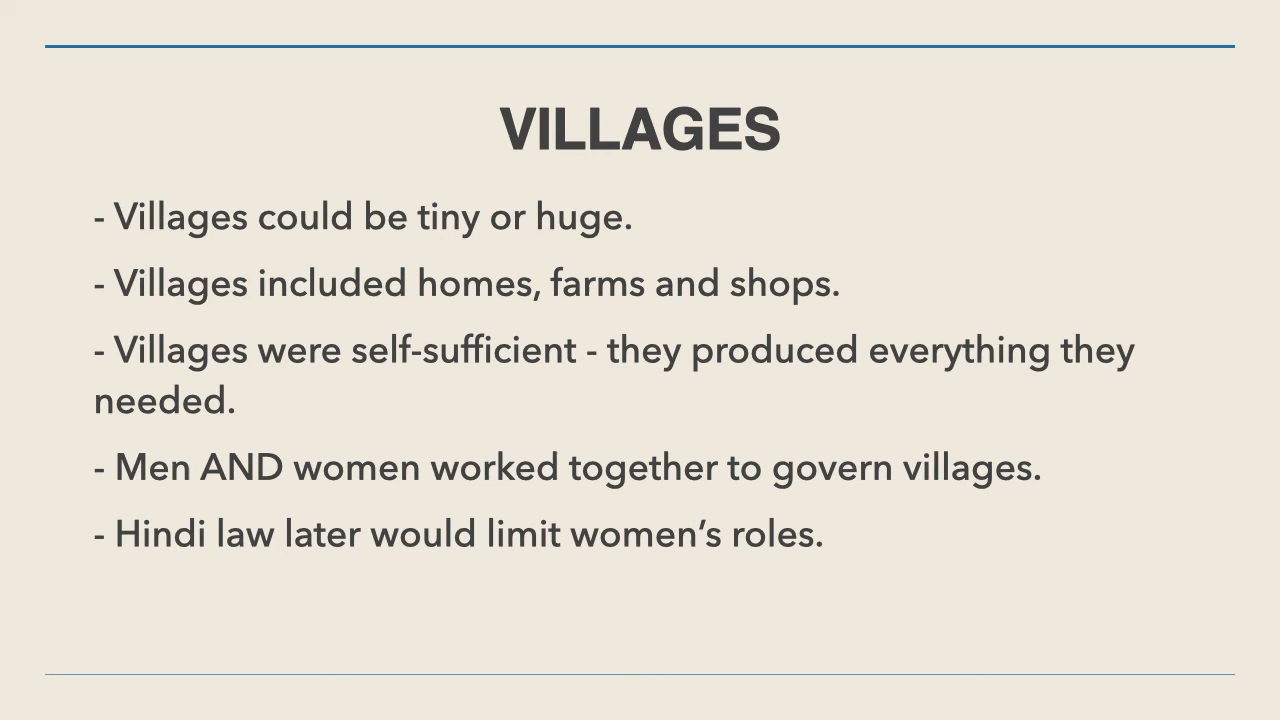 VILLAGES
- Villages could be tiny or huge.
- Villages included homes, farms and shops.
- Villages were self-sufficient - they produced everything they
needed.
- Men AND women worked together to govern villages.
- Hindi law later would limit women’s roles.